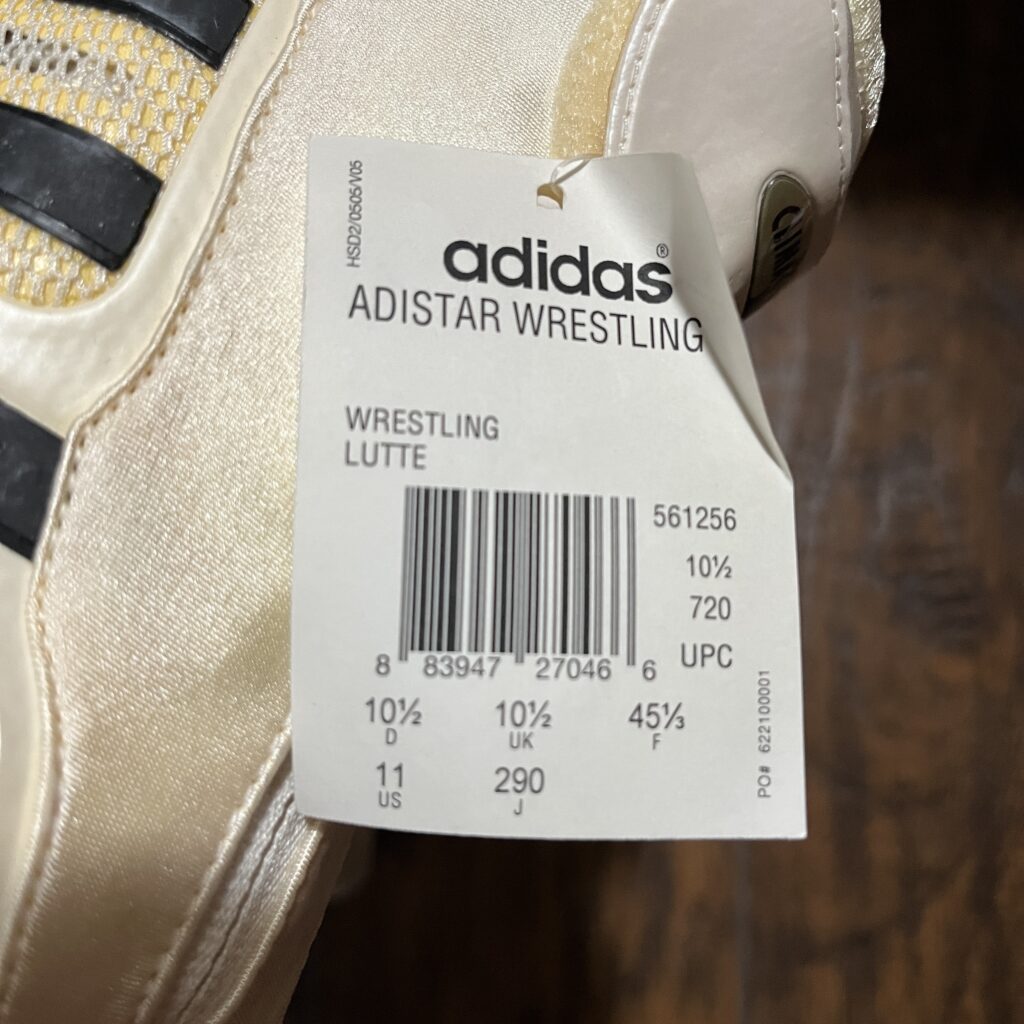 HSD2/0505/V05
adidas®
ADISTAR WRESTLING
WRESTLING
LUTTE
561256
10½
720
UPC
8 83947 27046 6
10½ 10½ 45⅓
D UK F
11 290
US J
PO# 622100001